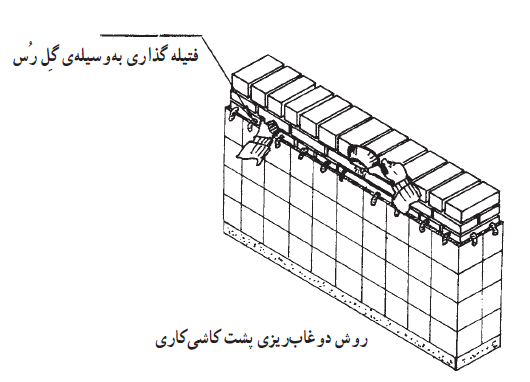 فتیله گذاری به‌وسیله‌ی گِلِ رُس
روش دوغاب‌ریزی پشت کاشی‌کاری